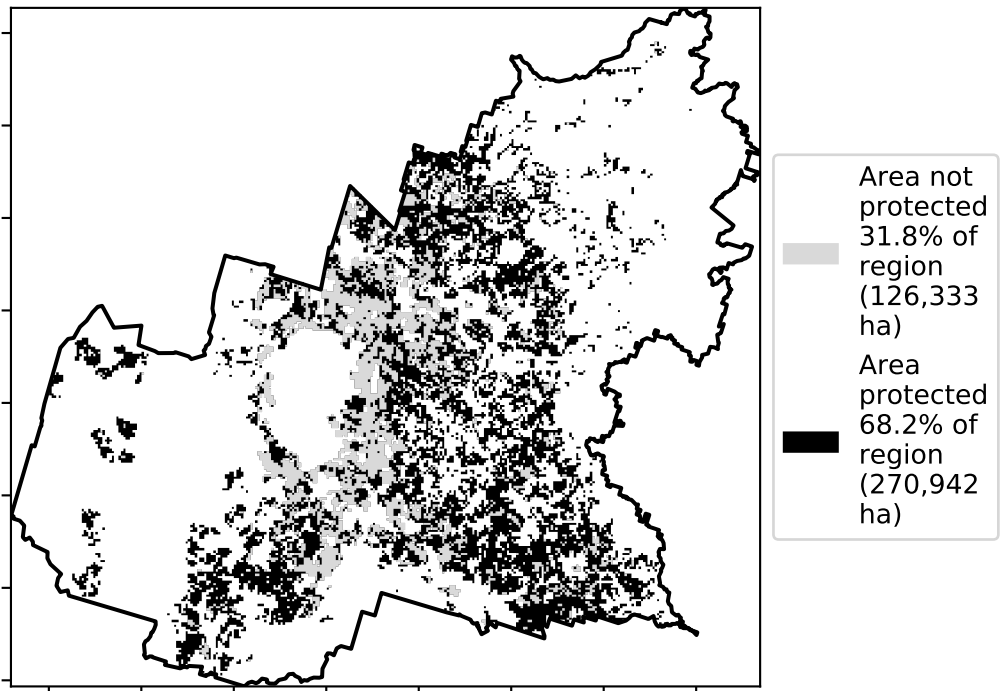 Area not
protected
31.8% of
region
(126,333
ha)
Area
protected
68.2% of
region
(270,942
ha)